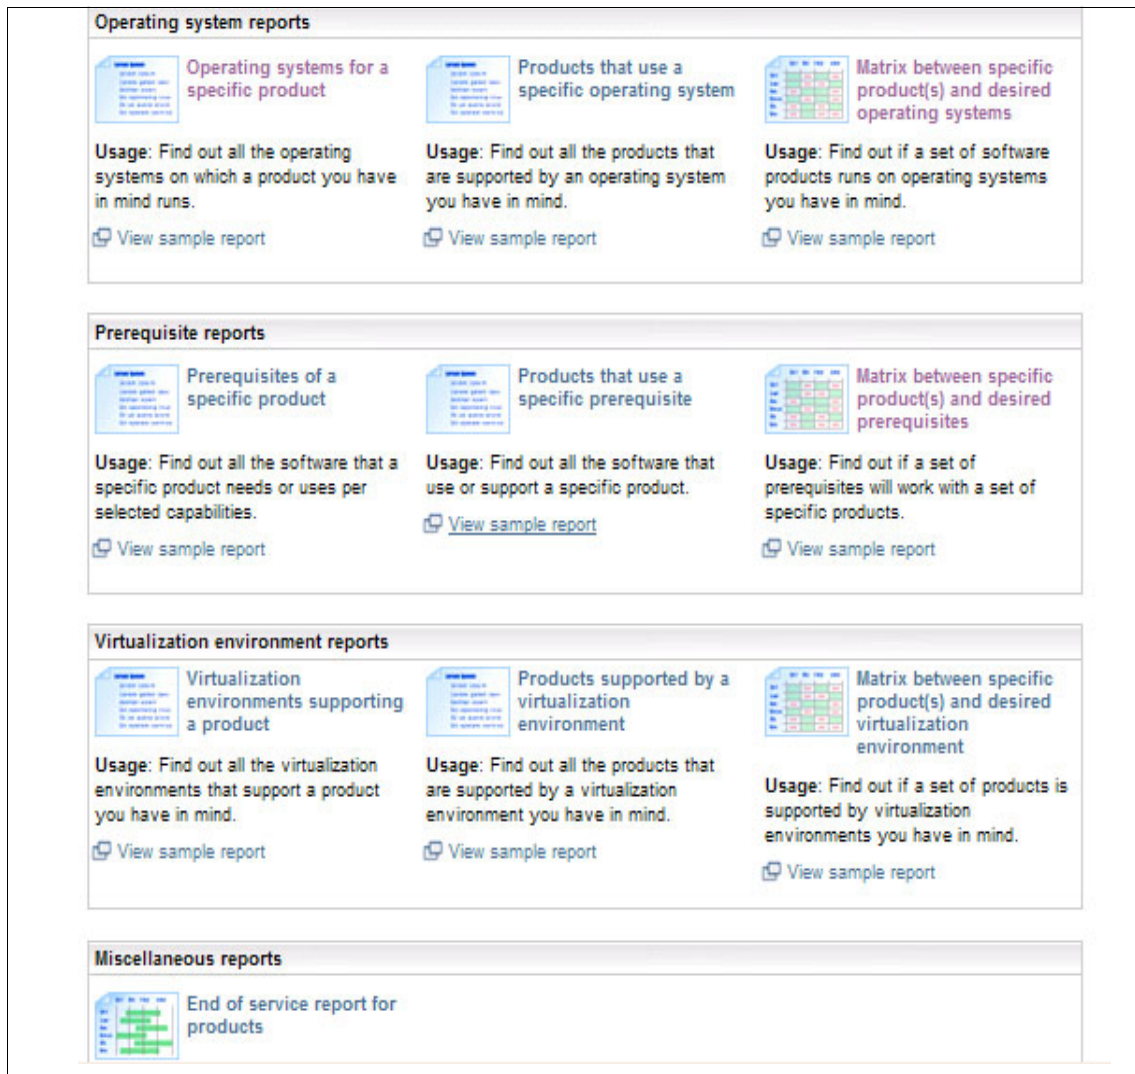 Operating system reports
Operating systems for a
specific product
Usage: Find out all the operating
systems on which a product you have
in mind runs.
View sample report
Products that use a
specific operating system
Usage: Find out all the products that
are supported by an operating system
you have in mind.
View sample report
Matrix between specific
product(s) and desired
operating systems
Usage: Find out if a set of software
products runs on operating systems
you have in mind.
View sample report
Prerequisite reports
Prerequisites of a
specific product
Usage: Find out all the software that a
specific product needs or uses per
selected capabilities.
View sample report
Products that use a
specific prerequisite
Usage: Find out all the software that
use or support a specific product.
View sample report
Matrix between specific
product(s) and desired
prerequisites
Usage: Find out if a set of
prerequisites will work with a set of
specific products.
View sample report
Virtualization environment reports
Virtualization
environments supporting
a product
Usage: Find out all the virtualization
environments that support a product
you have in mind.
View sample report
Products supported by a
virtualization
environment
Usage: Find out all the products that
are supported by a virtualization
environment you have in mind.
View sample report
Matrix between specific
product(s) and desired
virtualization
environment
Usage: Find out if a set of products is
supported by virtualization
environments you have in mind.
View sample report
Miscellaneous reports
End of service report for
products